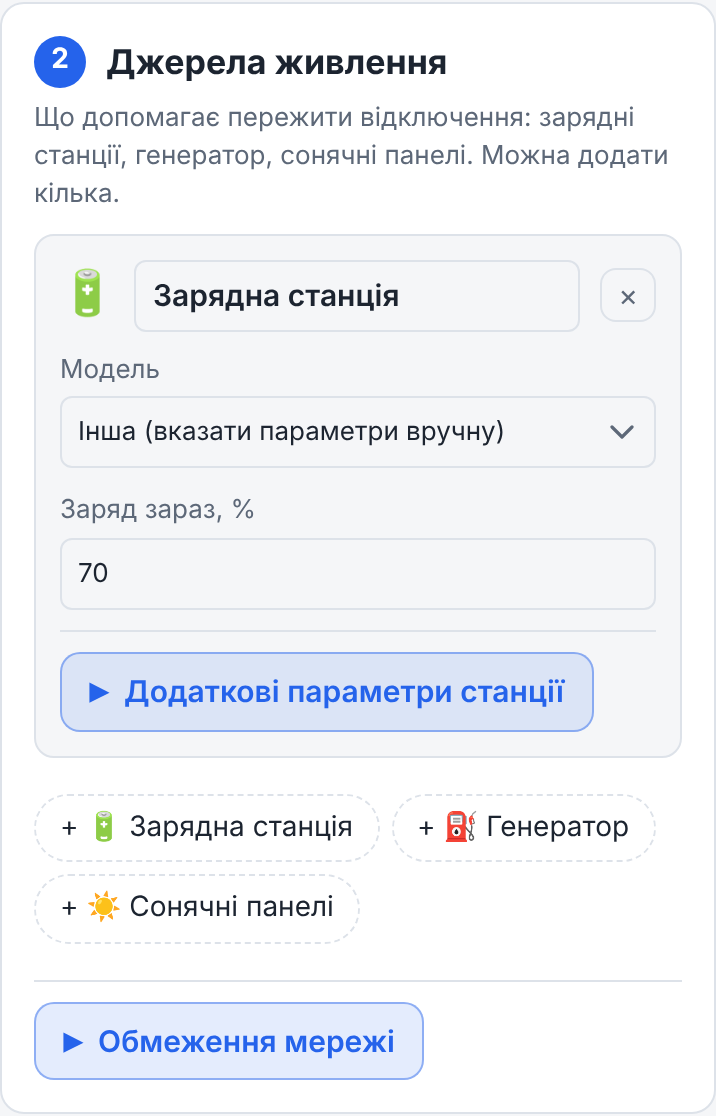 2 Джерела живлення
Що допомагає пережити відключення: зарядні
станції, генератор, сонячні панелі. Можна додати
кілька.
🔋 Зарядна станція ×
Модель
Інша (вказати параметри вручну)
Заряд зараз, %
70
▶ Додаткові параметри станції
+ 🔋 Зарядна станція + ⛽ Генератор
+ ☀️ Сонячні панелі
▶ Обмеження мережі